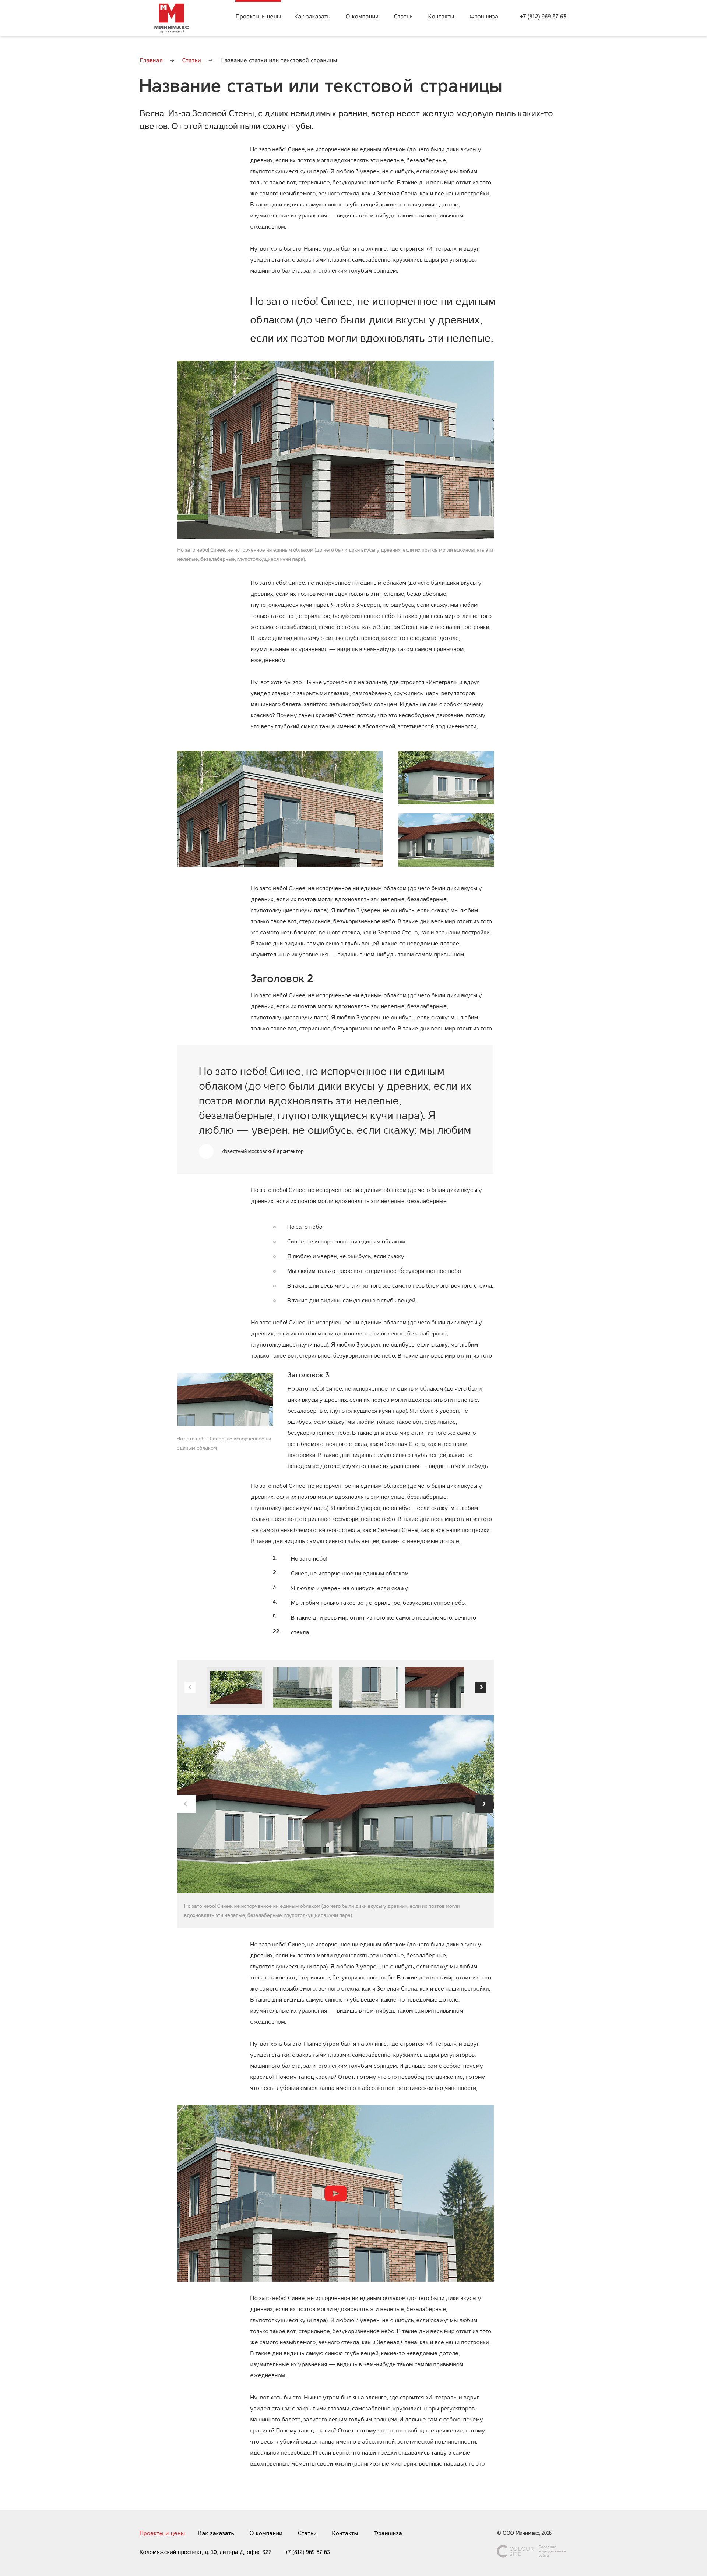 МИНИМАКС
группа компаний
Проекты и цены Как заказать О компании Статьи Контакты Франшиза +7 (812) 969 57 63
Главная → Статьи → Название статьи или текстовой страницы
Название статьи или текстовой страницы
Весна. Из-за Зеленой Стены, с диких невидимых равнин, ветер несет желтую медовую пыль каких-то
цветов. От этой сладкой пыли сохнут губы.
Но зато небо! Синее, не испорченное ни единым облаком (до чего были дики вкусы у
древних, если их поэтов могли вдохновлять эти нелепые, безалаберные,
глупотолкущиеся кучи пара). Я люблю 3 уверен, не ошибусь, если скажу: мы любим
только такое вот, стерильное, безукоризненное небо. В такие дни весь мир отлит из того
же самого незыблемого, вечного стекла, как и Зеленая Стена, как и все наши постройки.
В такие дни видишь самую синюю глубь вещей, какие-то неведомые дотоле,
изумительные их уравнения — видишь в чем-нибудь таком самом привычном,
ежедневном.
Ну, вот хоть бы это. Нынче утром был я на эллинге, где строится «Интеграл», и вдруг
увидел станки: с закрытыми глазами, самозабвенно, кружились шары регуляторов.
машинного балета, залитого легким голубым солнцем.
Но зато небо! Синее, не испорченное ни единым
облаком (до чего были дики вкусы у древних,
если их поэтов могли вдохновлять эти нелепые.
Но зато небо! Синее, не испорченное ни единым облаком (до чего были дики вкусы у древних, если их поэтов могли вдохновлять эти
нелепые, безалаберные, глупотолкущиеся кучи пара).
Но зато небо! Синее, не испорченное ни единым облаком (до чего были дики вкусы у
древних, если их поэтов могли вдохновлять эти нелепые, безалаберные,
глупотолкущиеся кучи пара). Я люблю 3 уверен, не ошибусь, если скажу: мы любим
только такое вот, стерильное, безукоризненное небо. В такие дни весь мир отлит из того
же самого незыблемого, вечного стекла, как и Зеленая Стена, как и все наши постройки.
В такие дни видишь самую синюю глубь вещей, какие-то неведомые дотоле,
изумительные их уравнения — видишь в чем-нибудь таком самом привычном,
ежедневном.
Ну, вот хоть бы это. Нынче утром был я на эллинге, где строится «Интеграл», и вдруг
увидел станки: с закрытыми глазами, самозабвенно, кружились шары регуляторов.
машинного балета, залитого легким голубым солнцем. И дальше сам с собою: почему
красиво? Почему танец красив? Ответ: потому что это несвободное движение, потому
что весь глубокий смысл танца именно в абсолютной, эстетической подчиненности,
Но зато небо! Синее, не испорченное ни единым облаком (до чего были дики вкусы у
древних, если их поэтов могли вдохновлять эти нелепые, безалаберные,
глупотолкущиеся кучи пара). Я люблю 3 уверен, не ошибусь, если скажу: мы любим
только такое вот, стерильное, безукоризненное небо. В такие дни весь мир отлит из того
же самого незыблемого, вечного стекла, как и Зеленая Стена, как и все наши постройки.
В такие дни видишь самую синюю глубь вещей, какие-то неведомые дотоле,
изумительные их уравнения — видишь в чем-нибудь таком самом привычном,
Заголовок 2
Но зато небо! Синее, не испорченное ни единым облаком (до чего были дики вкусы у
древних, если их поэтов могли вдохновлять эти нелепые, безалаберные,
глупотолкущиеся кучи пара). Я люблю 3 уверен, не ошибусь, если скажу: мы любим
только такое вот, стерильное, безукоризненное небо. В такие дни весь мир отлит из того
Но зато небо! Синее, не испорченное ни единым
облаком (до чего были дики вкусы у древних, если их
поэтов могли вдохновлять эти нелепые,
безалаберные, глупотолкущиеся кучи пара). Я
люблю — уверен, не ошибусь, если скажу: мы любим
Известный московский архитектор
Но зато небо! Синее, не испорченное ни единым облаком (до чего были дики вкусы у
древних, если их поэтов могли вдохновлять эти нелепые, безалаберные,
Но зато небо!
Синее, не испорченное ни единым облаком
Я люблю и уверен, не ошибусь, если скажу
Мы любим только такое вот, стерильное, безукоризненное небо.
В такие дни весь мир отлит из того же самого незыблемого, вечного стекла.
В такие дни видишь самую синюю глубь вещей.
Но зато небо! Синее, не испорченное ни единым облаком (до чего были дики вкусы у
древних, если их поэтов могли вдохновлять эти нелепые, безалаберные,
глупотолкущиеся кучи пара). Я люблю 3 уверен, не ошибусь, если скажу: мы любим
только такое вот, стерильное, безукоризненное небо. В такие дни весь мир отлит из того
Заголовок 3
Но зато небо! Синее, не испорченное ни единым облаком (до чего были
дики вкусы у древних, если их поэтов могли вдохновлять эти нелепые,
безалаберные, глупотолкущиеся кучи пара). Я люблю 3 уверен, не
ошибусь, если скажу: мы любим только такое вот, стерильное,
безукоризненное небо. В такие дни весь мир отлит из того же самого
незыблемого, вечного стекла, как и Зеленая Стена, как и все наши
постройки. В такие дни видишь самую синюю глубь вещей, какие-то
неведомые дотоле, изумительные их уравнения — видишь в чем-нибудь
Но зато небо! Синее, не испорченное ни
единым облаком
Но зато небо! Синее, не испорченное ни единым облаком (до чего были дики вкусы у
древних, если их поэтов могли вдохновлять эти нелепые, безалаберные,
глупотолкущиеся кучи пара). Я люблю 3 уверен, не ошибусь, если скажу: мы любим
только такое вот, стерильное, безукоризненное небо. В такие дни весь мир отлит из того
же самого незыблемого, вечного стекла, как и Зеленая Стена, как и все наши постройки.
В такие дни видишь самую синюю глубь вещей, какие-то неведомые дотоле,
1. Но зато небо!
2. Синее, не испорченное ни единым облаком
3. Я люблю и уверен, не ошибусь, если скажу
4. Мы любим только такое вот, стерильное, безукоризненное небо.
5. В такие дни весь мир отлит из того же самого незыблемого, вечного
22. стекла.
Но зато небо! Синее, не испорченное ни единым облаком (до чего были дики вкусы у древних, если их поэтов могли
вдохновлять эти нелепые, безалаберные, глупотолкущиеся кучи пара).
Но зато небо! Синее, не испорченное ни единым облаком (до чего были дики вкусы у
древних, если их поэтов могли вдохновлять эти нелепые, безалаберные,
глупотолкущиеся кучи пара). Я люблю 3 уверен, не ошибусь, если скажу: мы любим
только такое вот, стерильное, безукоризненное небо. В такие дни весь мир отлит из того
же самого незыблемого, вечного стекла, как и Зеленая Стена, как и все наши постройки.
В такие дни видишь самую синюю глубь вещей, какие-то неведомые дотоле,
изумительные их уравнения — видишь в чем-нибудь таком самом привычном,
ежедневном.
Ну, вот хоть бы это. Нынче утром был я на эллинге, где строится «Интеграл», и вдруг
увидел станки: с закрытыми глазами, самозабвенно, кружились шары регуляторов.
машинного балета, залитого легким голубым солнцем. И дальше сам с собою: почему
красиво? Почему танец красив? Ответ: потому что это несвободное движение, потому
что весь глубокий смысл танца именно в абсолютной, эстетической подчиненности,
Но зато небо! Синее, не испорченное ни единым облаком (до чего были дики вкусы у
древних, если их поэтов могли вдохновлять эти нелепые, безалаберные,
глупотолкущиеся кучи пара). Я люблю 3 уверен, не ошибусь, если скажу: мы любим
только такое вот, стерильное, безукоризненное небо. В такие дни весь мир отлит из того
же самого незыблемого, вечного стекла, как и Зеленая Стена, как и все наши постройки.
В такие дни видишь самую синюю глубь вещей, какие-то неведомые дотоле,
изумительные их уравнения — видишь в чем-нибудь таком самом привычном,
ежедневном.
Ну, вот хоть бы это. Нынче утром был я на эллинге, где строится «Интеграл», и вдруг
увидел станки: с закрытыми глазами, самозабвенно, кружились шары регуляторов.
машинного балета, залитого легким голубым солнцем. И дальше сам с собою: почему
красиво? Почему танец красив? Ответ: потому что это несвободное движение, потому
что весь глубокий смысл танца именно в абсолютной, эстетической подчиненности,
идеальной несвободе. И если верно, что наши предки отдавались танцу в самые
вдохновенные моменты своей жизни (религиозные мистерии, военные парады), то это
Проекты и цены Как заказать О компании Статьи Контакты Франшиза © ООО Минимакс, 2018
Коломяжский проспект, д. 10, литера Д, офис 327 +7 (812) 969 57 63
COLOUR
SITE
Создание
и продвижение
сайта